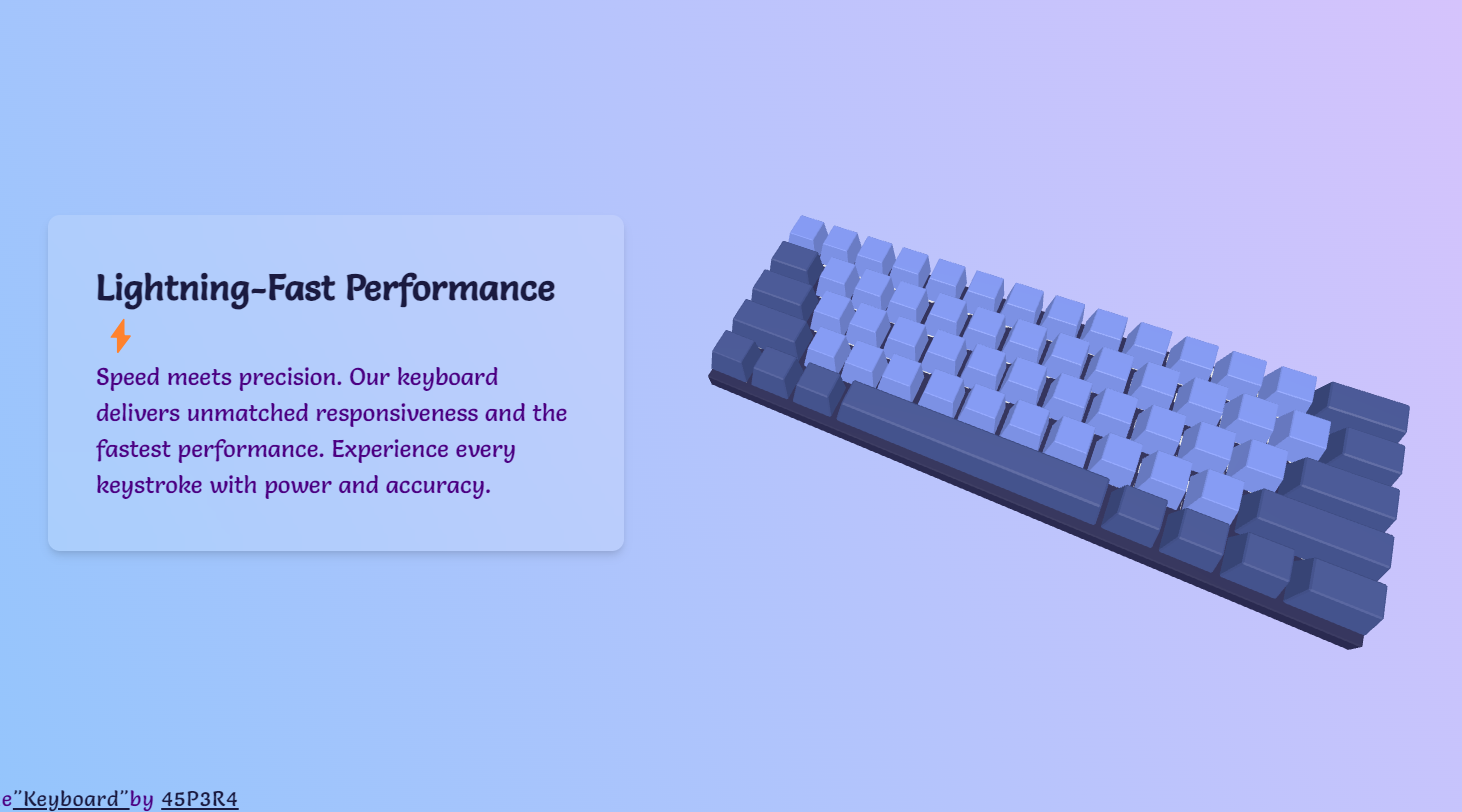 Lightning-Fast Performance
⚡
Speed meets precision. Our keyboard
delivers unmatched responsiveness and the
fastest performance. Experience every
keystroke with power and accuracy.
e"Keyboard"by 45P3R4